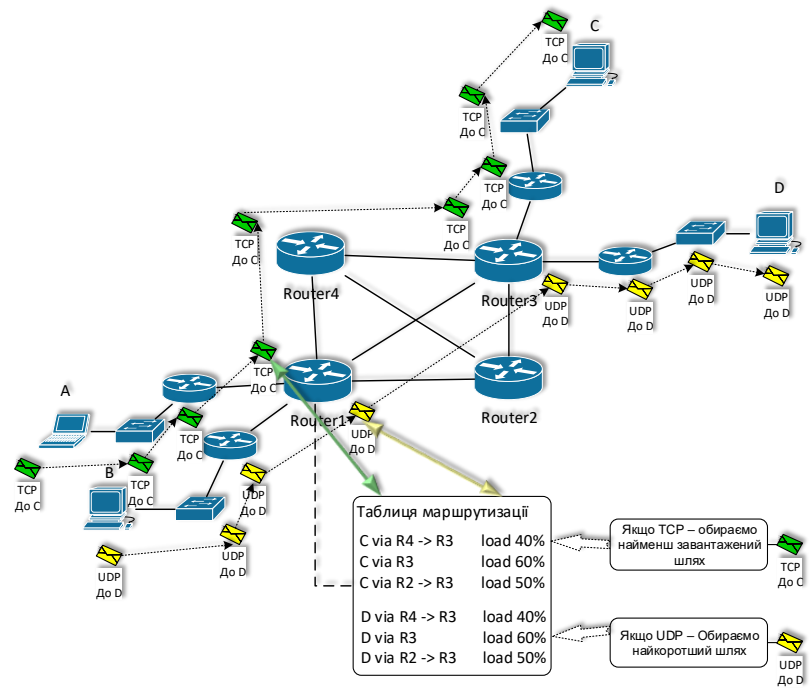 C
TCP
До C
TCP
До C
D
TCP
До C
TCP
До C
TCP
До C
Router4
Router3
UDP
До D
UDP
До D
UDP
До D
UDP
До D
TCP
До C
A
Router1
Router2
TCP
До C
UDP
До D
B
TCP
До C
TCP
До C
UDP
До D
UDP
До D
UDP
До D
Таблиця маршрутизації
C via R4 -> R3 load 40%
C via R3 load 60%
C via R2 -> R3 load 50%
D via R4 -> R3 load 40%
D via R3 load 60%
D via R2 -> R3 load 50%
Якщо TCP – обираємо
найменш завантажений
шлях
TCP
До C
Якщо UDP – Обираємо
найкоротший шлях
UDP
До D